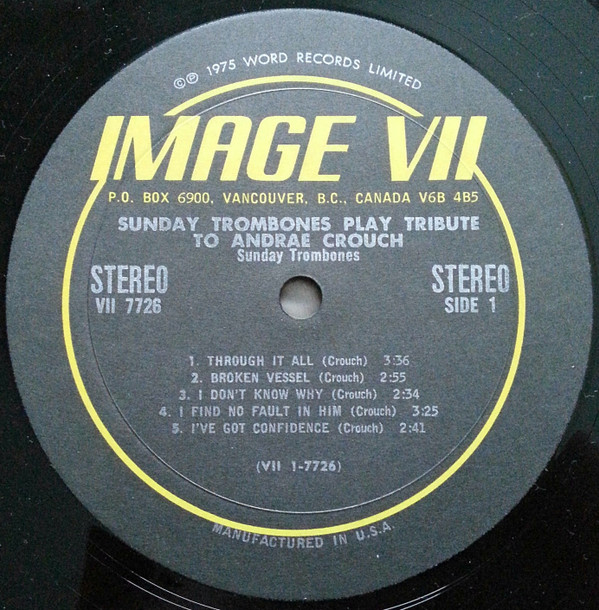 ©℗ 1975 WORD RECORDS LIMITED
IMAGE VII
P.O. BOX 6900, VANCOUVER, B.C., CANADA V6B 4B5
SUNDAY TROMBONES PLAY TRIBUTE
TO ANDRAE CROUCH
Sunday Trombones
STEREO
VII 7726
STEREO
SIDE 1
1. THROUGH IT ALL (Crouch) 3:36
2. BROKEN VESSEL (Crouch) 2:55
3. I DON'T KNOW WHY (Crouch) 2:34
4. I FIND NO FAULT IN HIM (Crouch) 3:25
5. I'VE GOT CONFIDENCE (Crouch) 2:41
(VII 1-7726)
MANUFACTURED IN U.S.A.